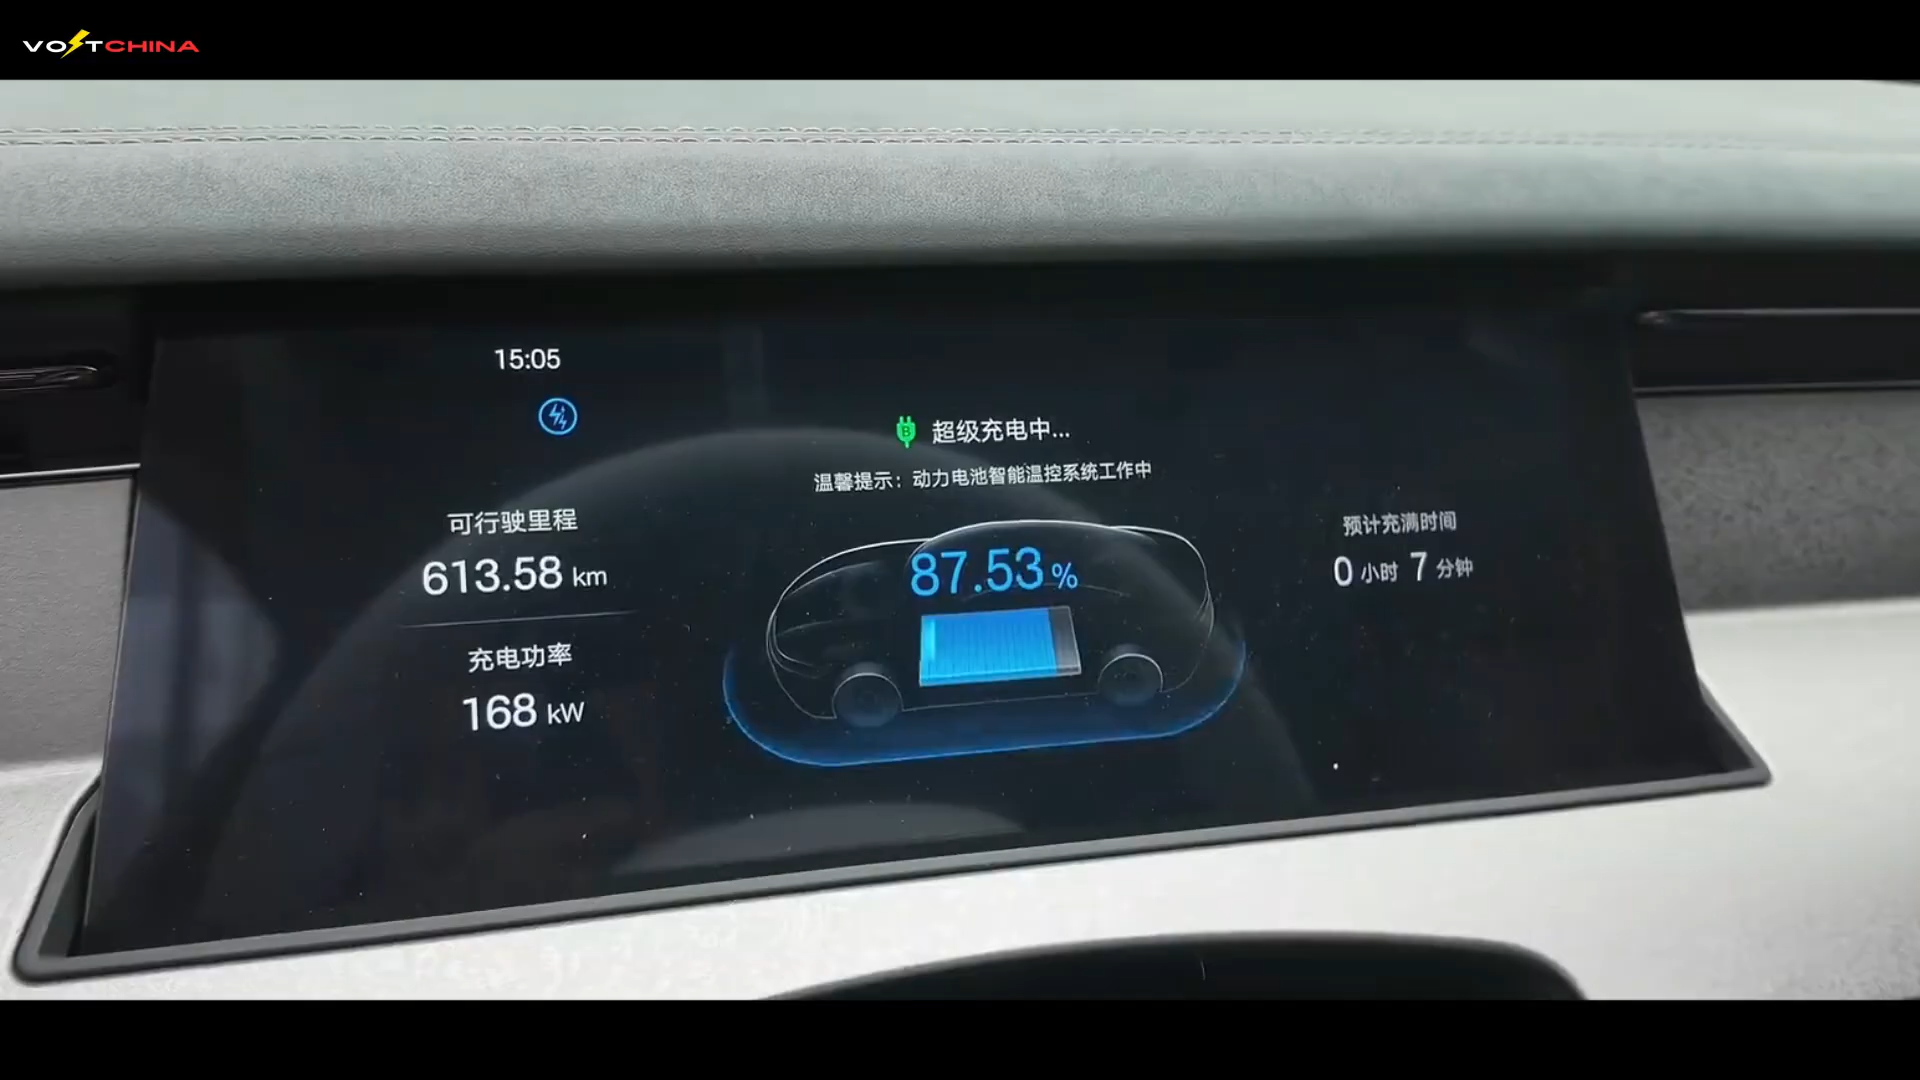 VOLTCHINA
15:05
超级充电中...
温馨提示：动力电池智能温控系统工作中
可行驶里程
613.58 km
充电功率
168 kW
87.53%
预计充满时间
0 小时 7 分钟